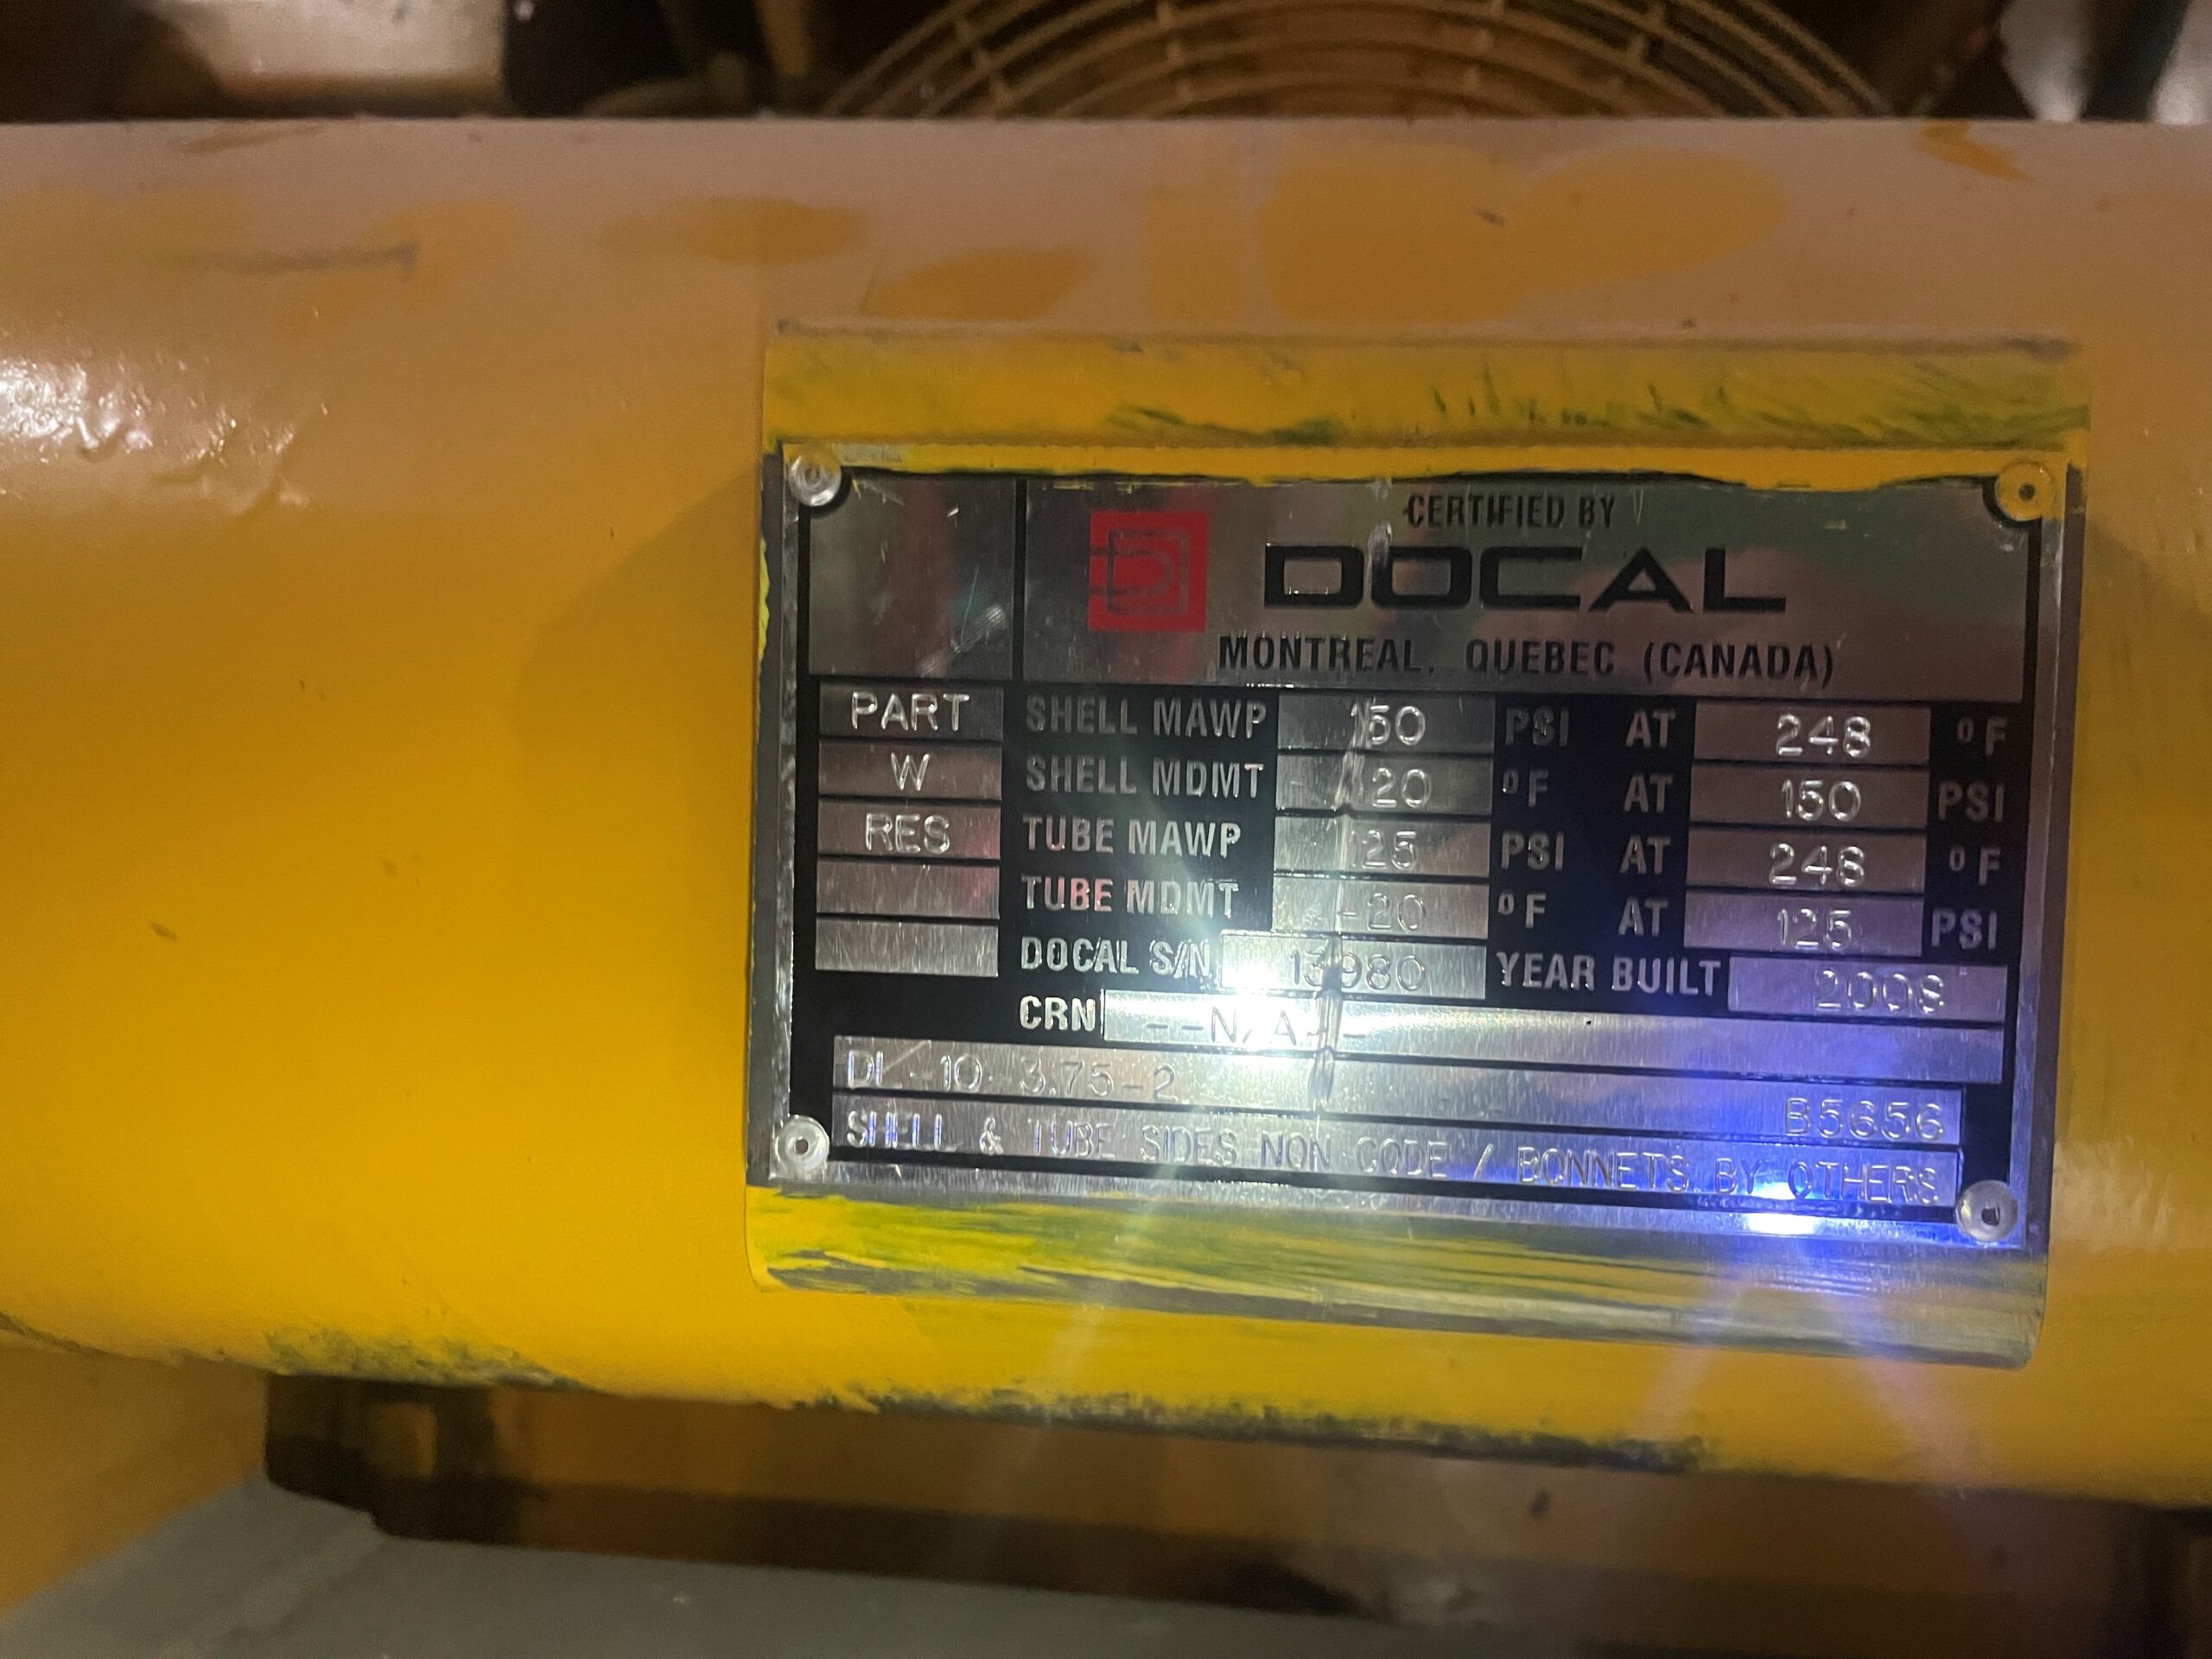 CERTIFIED BY
DOCAL
MONTREAL, QUEBEC (CANADA)
PART SHELL MAWP 150 PSI AT 248 °F
W SHELL MDMT -20 °F AT 150 PSI
RES TUBE MAWP 125 PSI AT 248 °F
TUBE MDMT -20 °F AT 125 PSI
DOCAL S/N 13980 YEAR BUILT 2008
CRN --N/A--
DL-10-3.75-2
B5656
SHELL & TUBE SIDES NON CODE / BONNETS BY OTHERS